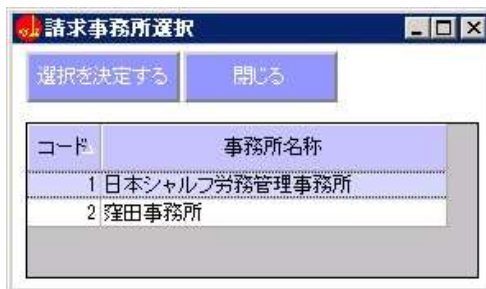 請求事務所選択
選択を決定する 閉じる
コード 事務所名称
1 日本シャルフ労務管理事務所
2 窪田事務所